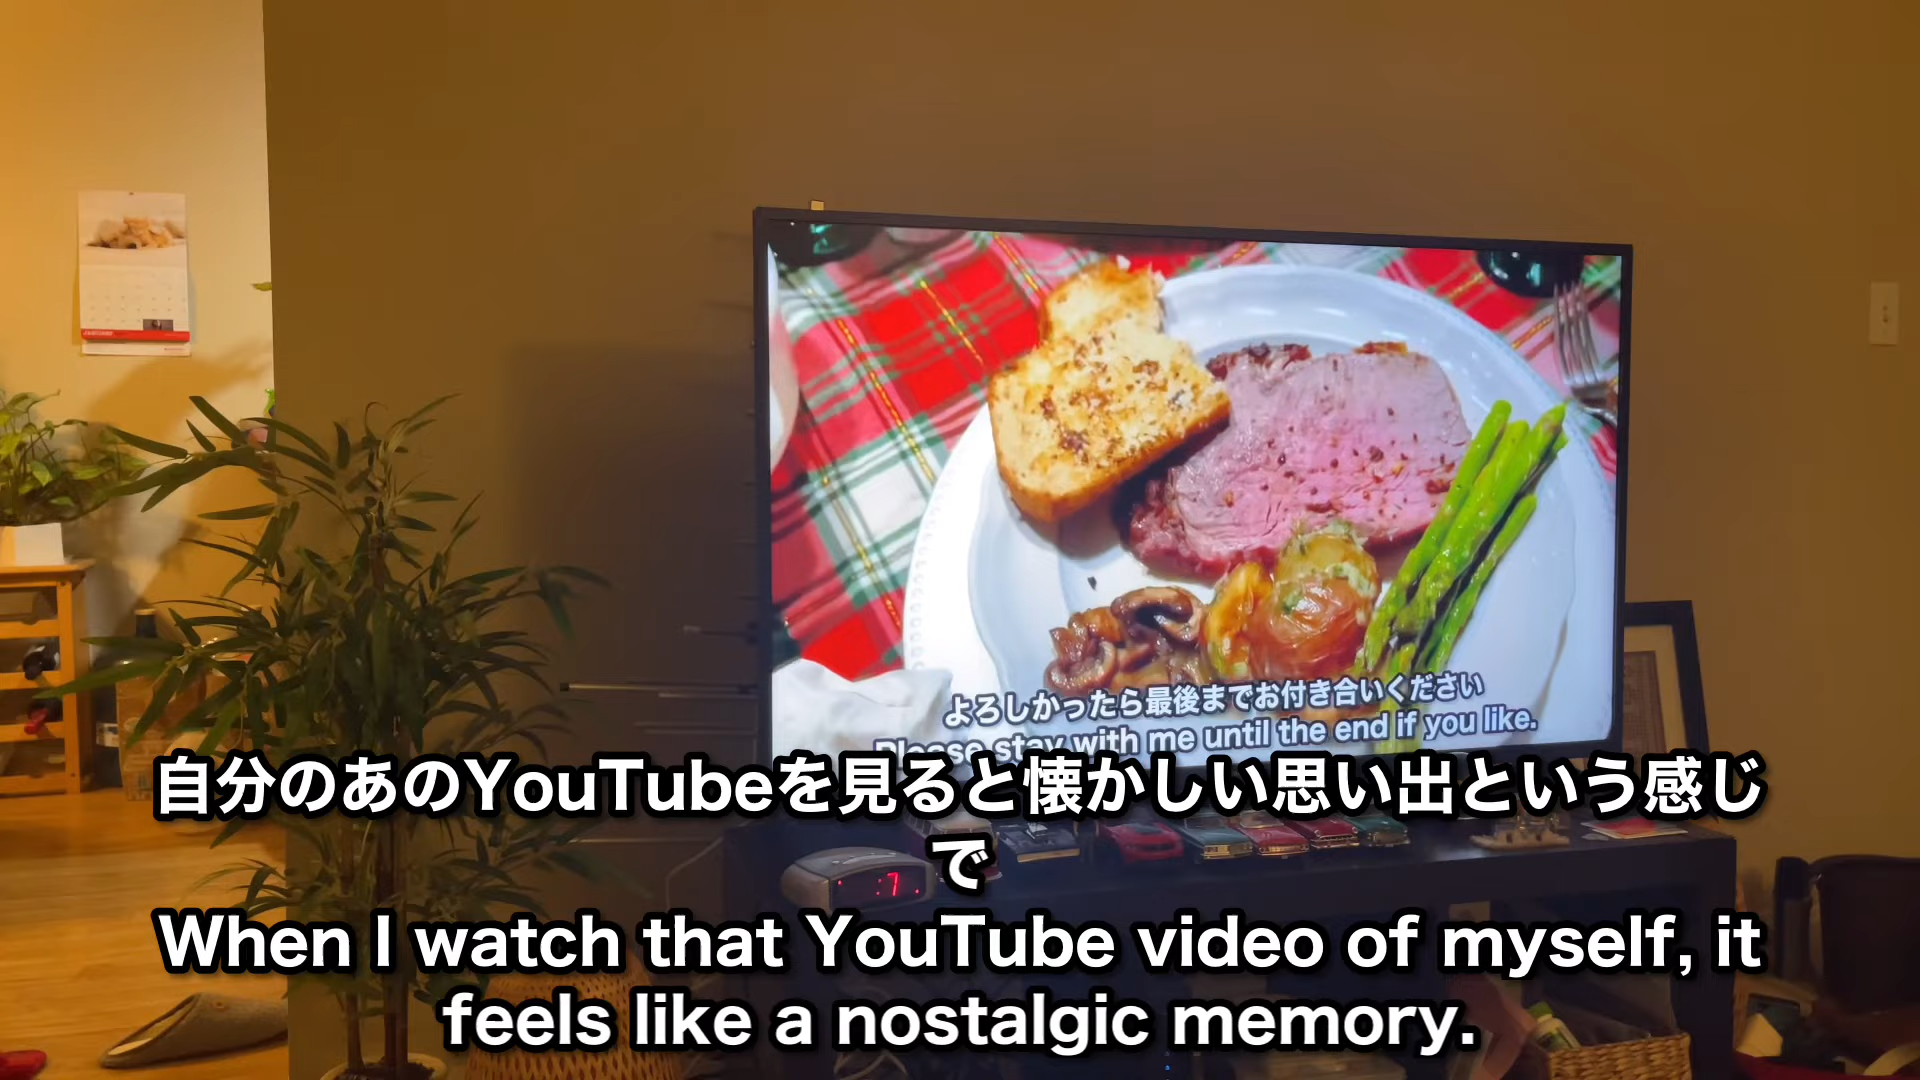 よろしかったら最後までお付き合いください
Please stay with me until the end if you like.
自分のあのYouTubeを見ると懐かしい思い出という感じ
で
:7
When I watch that YouTube video of myself, it
feels like a nostalgic memory.